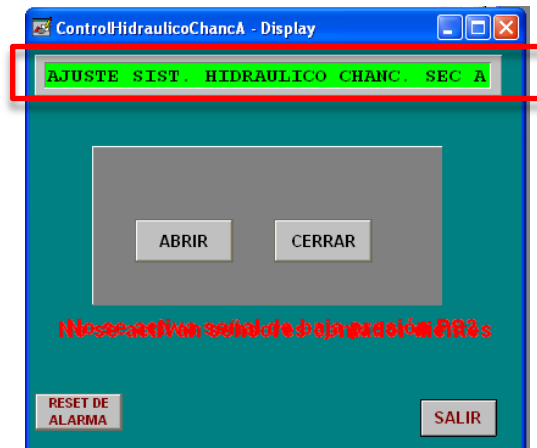 ControlHidraulicoChancA - Display
AJUSTE SIST. HIDRAULICO CHANC. SEC A
ABRIR CERRAR
RESET DE
ALARMA
SALIR